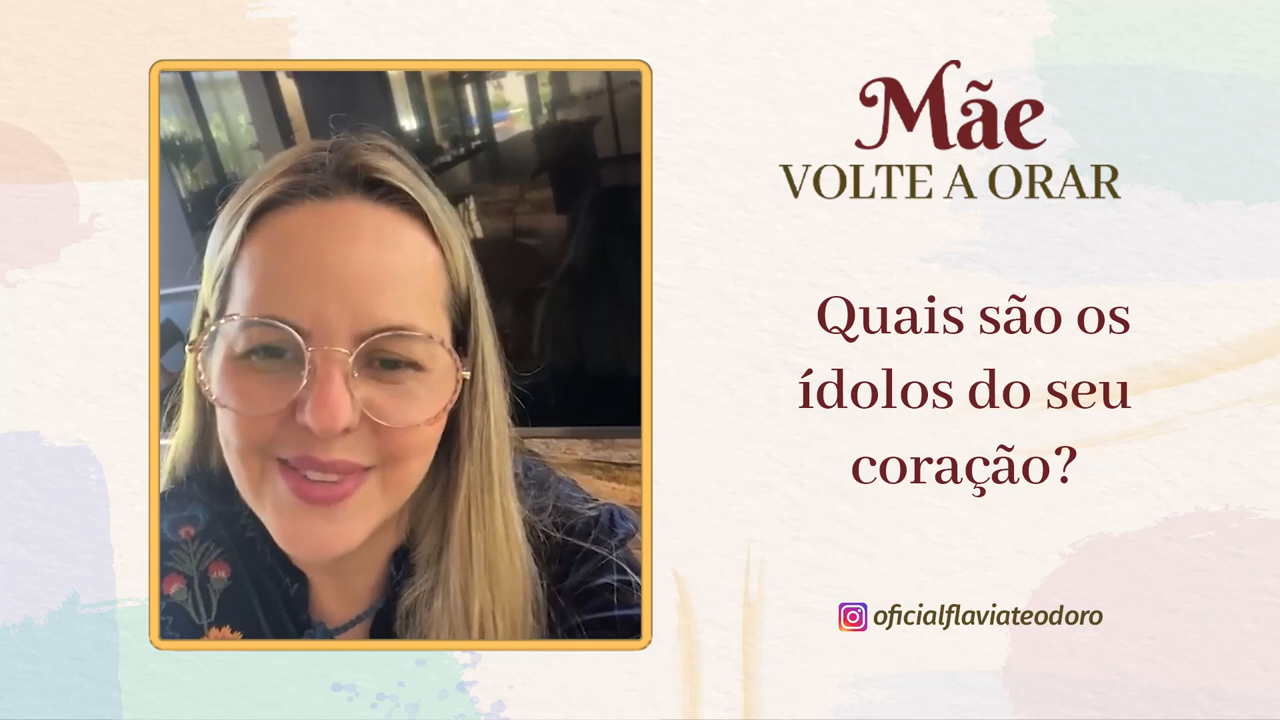 Mãe
VOLTE A ORAR
Quais são os
ídolos do seu
coração?
oficialflaviateodoro